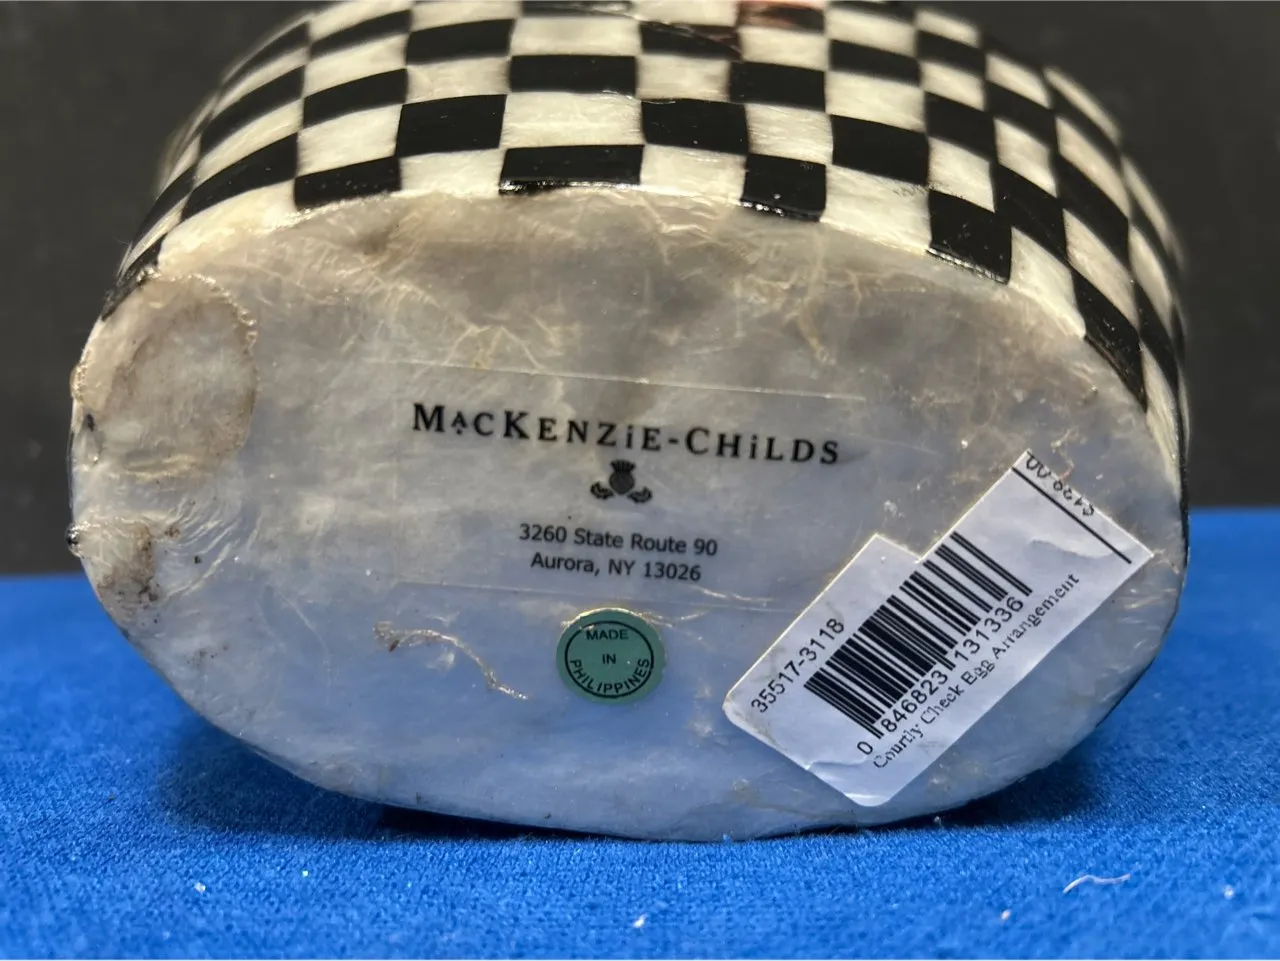 MacKenzie-Childs
3260 State Route 90
Aurora, NY 13026
MADE
IN
PHILIPPINES
35517-3118
0 846823 131336
Courtly Check Egg Arrangement